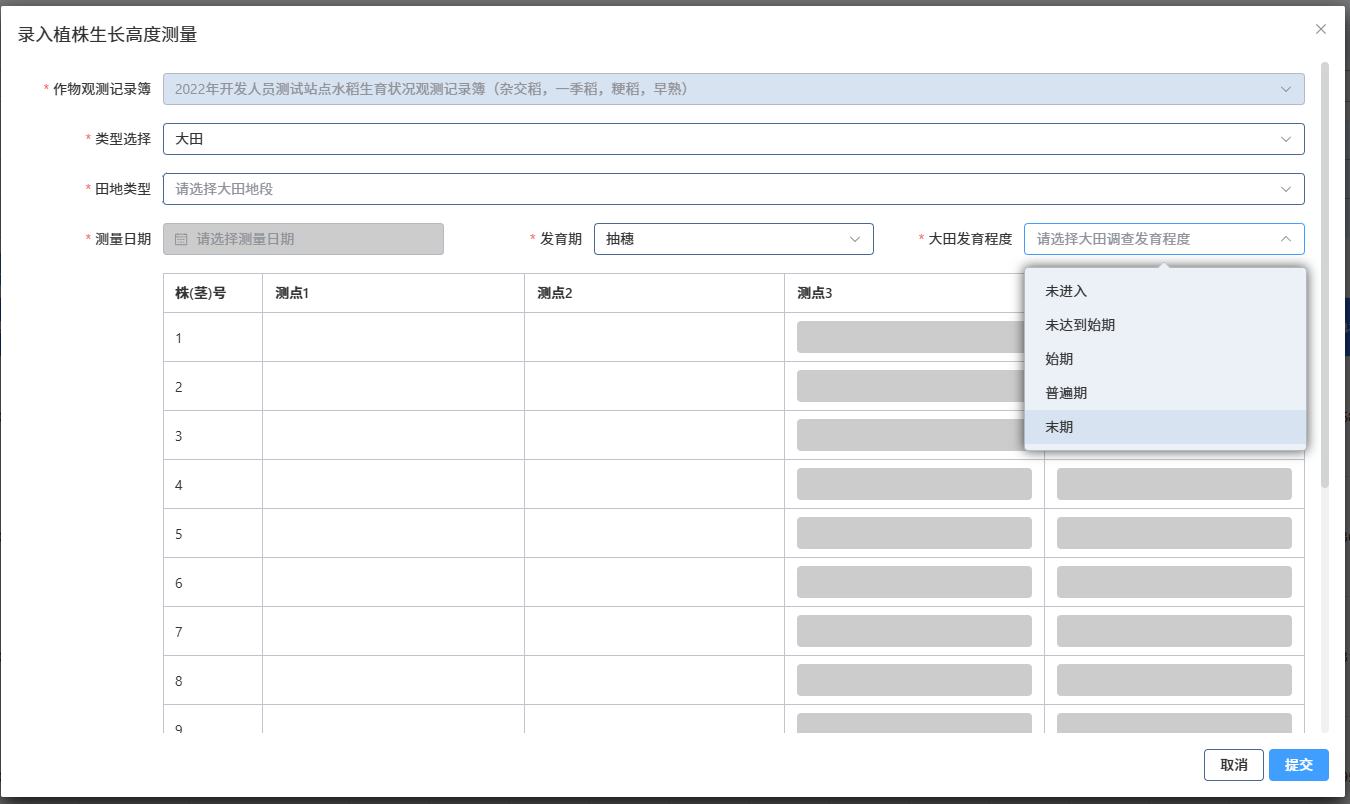 录入植株生长高度测量
* 作物观测记录簿 2022年开发人员测试站点水稻生育状况观测记录簿（杂交稻，一季稻，粳稻，早熟）
* 类型选择 大田
* 田地类型 请选择大田地段
* 测量日期 请选择测量日期 * 发育期 抽穗 * 大田发育程度 请选择大田调查发育程度
株(茎)号 测点1 测点2 测点3
未进入
未达到始期
始期
普遍期
末期
1
2
3
4
5
6
7
8
9
取消 提交